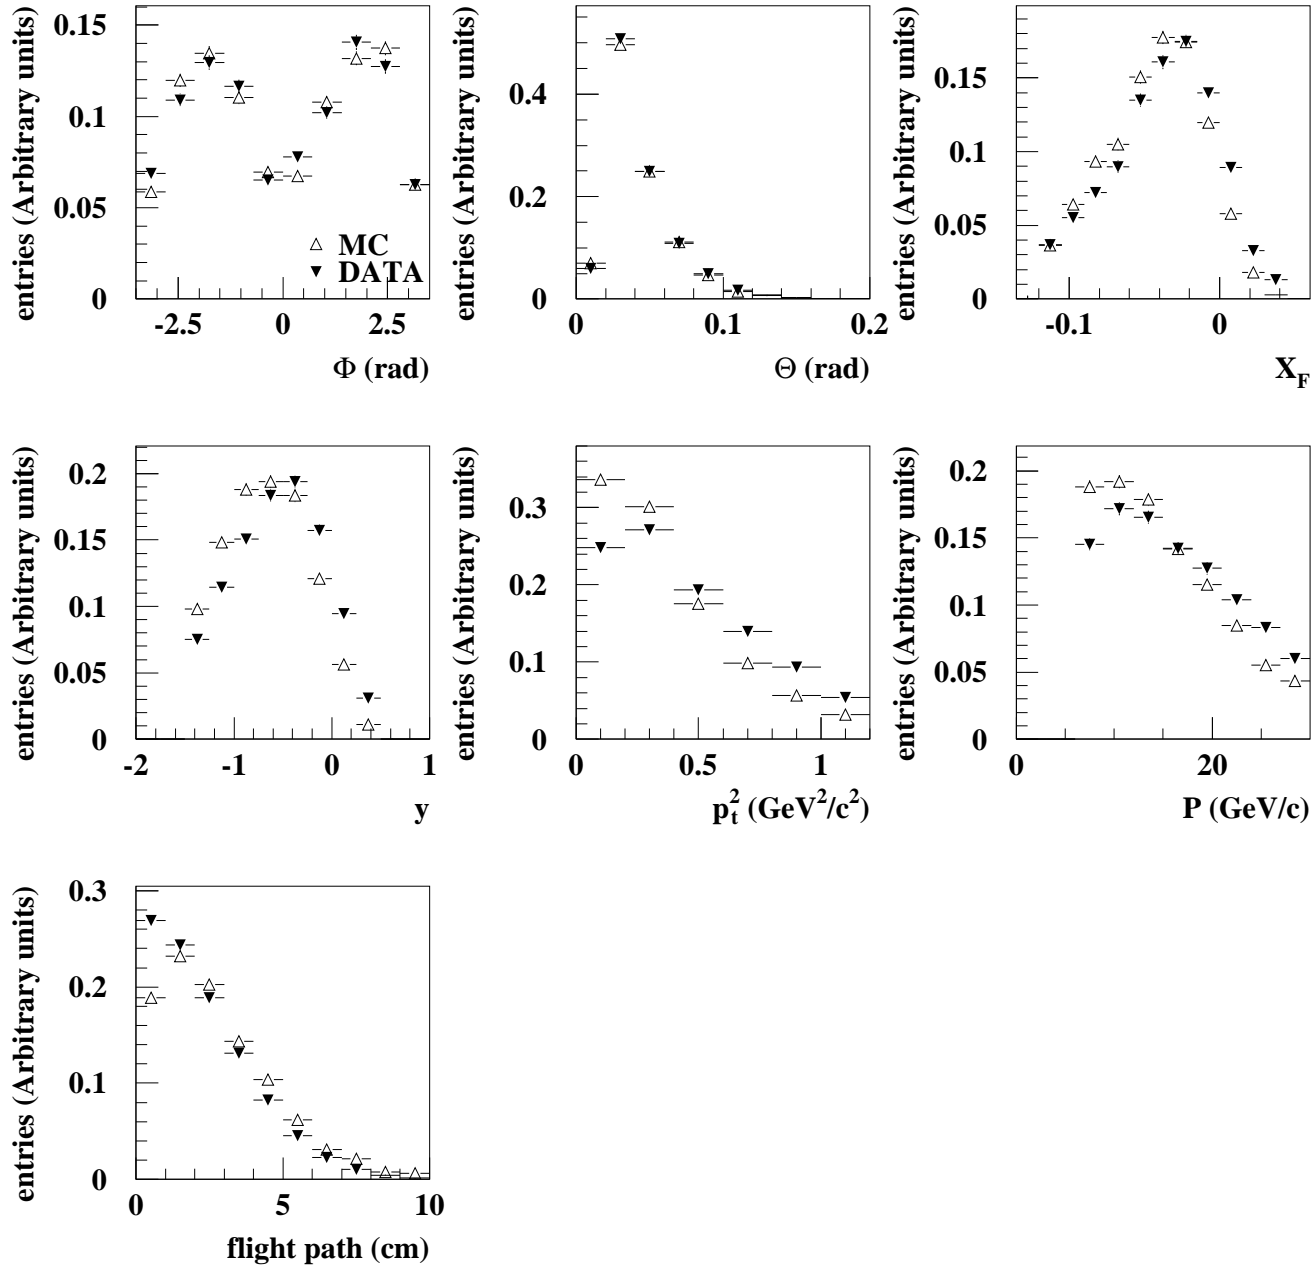 entries (Arbitrary units)
0.15
0.1
0.05
0
MC
DATA
-2.5 0 2.5
Φ (rad)
entries (Arbitrary units)
0.4
0.2
0
0 0.1 0.2
Θ (rad)
entries (Arbitrary units)
0.15
0.1
0.05
0
-0.1 0
X_F
entries (Arbitrary units)
0.2
0.15
0.1
0.05
0
-2 -1 0 1
y
entries (Arbitrary units)
0.3
0.2
0.1
0
0 0.5 1
p_t^2 (GeV^2/c^2)
entries (Arbitrary units)
0.2
0.15
0.1
0.05
0
0 20
P (GeV/c)
entries (Arbitrary units)
0.3
0.2
0.1
0
0 5 10
flight path (cm)